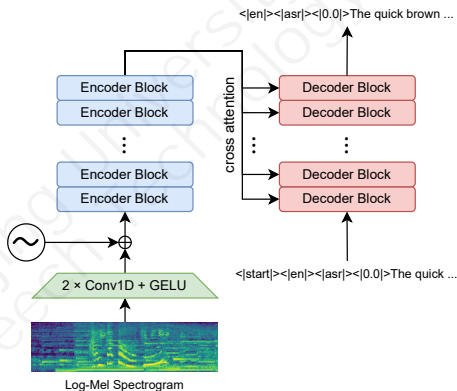 <|en|><|asr|><|0.0|>The quick brown ...
Encoder Block
Encoder Block
Encoder Block
Encoder Block
cross attention
Decoder Block
Decoder Block
Decoder Block
Decoder Block
<|start|><|en|><|asr|><|0.0|>The quick ...
2 × Conv1D + GELU
Log-Mel Spectrogram